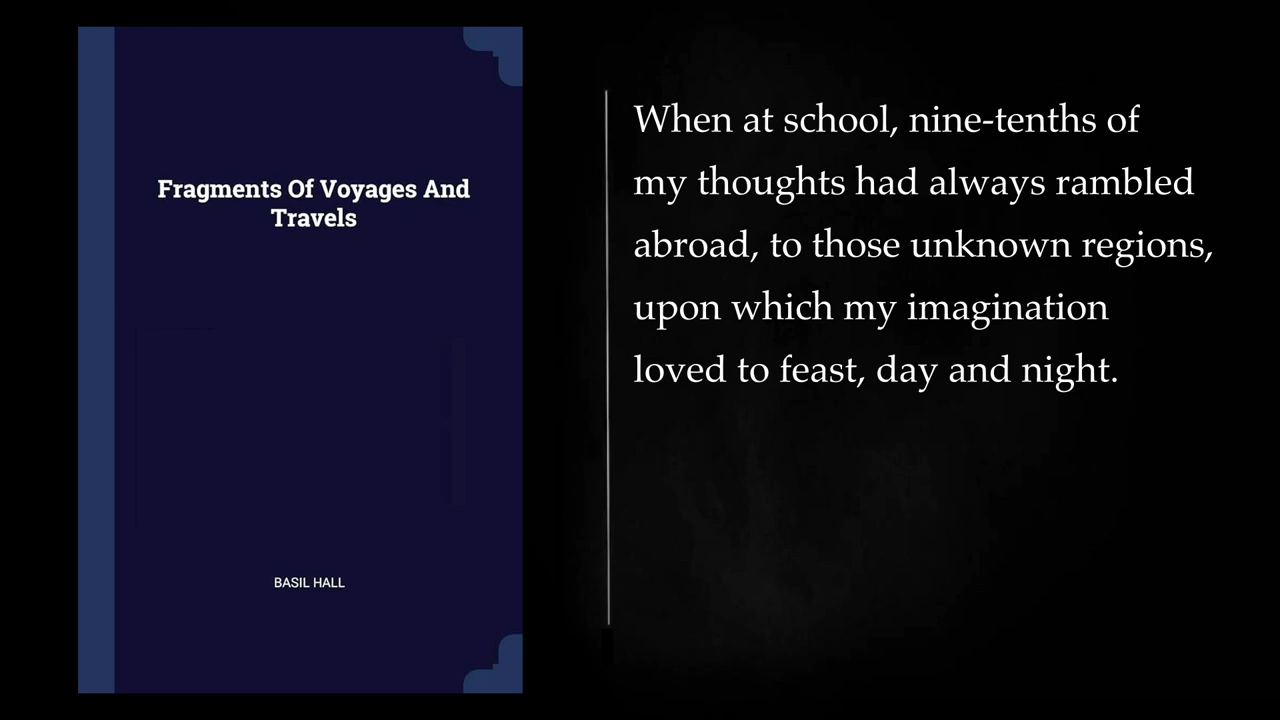 Fragments Of Voyages And
Travels
BASIL HALL
When at school, nine-tenths of
my thoughts had always rambled
abroad, to those unknown regions,
upon which my imagination
loved to feast, day and night.